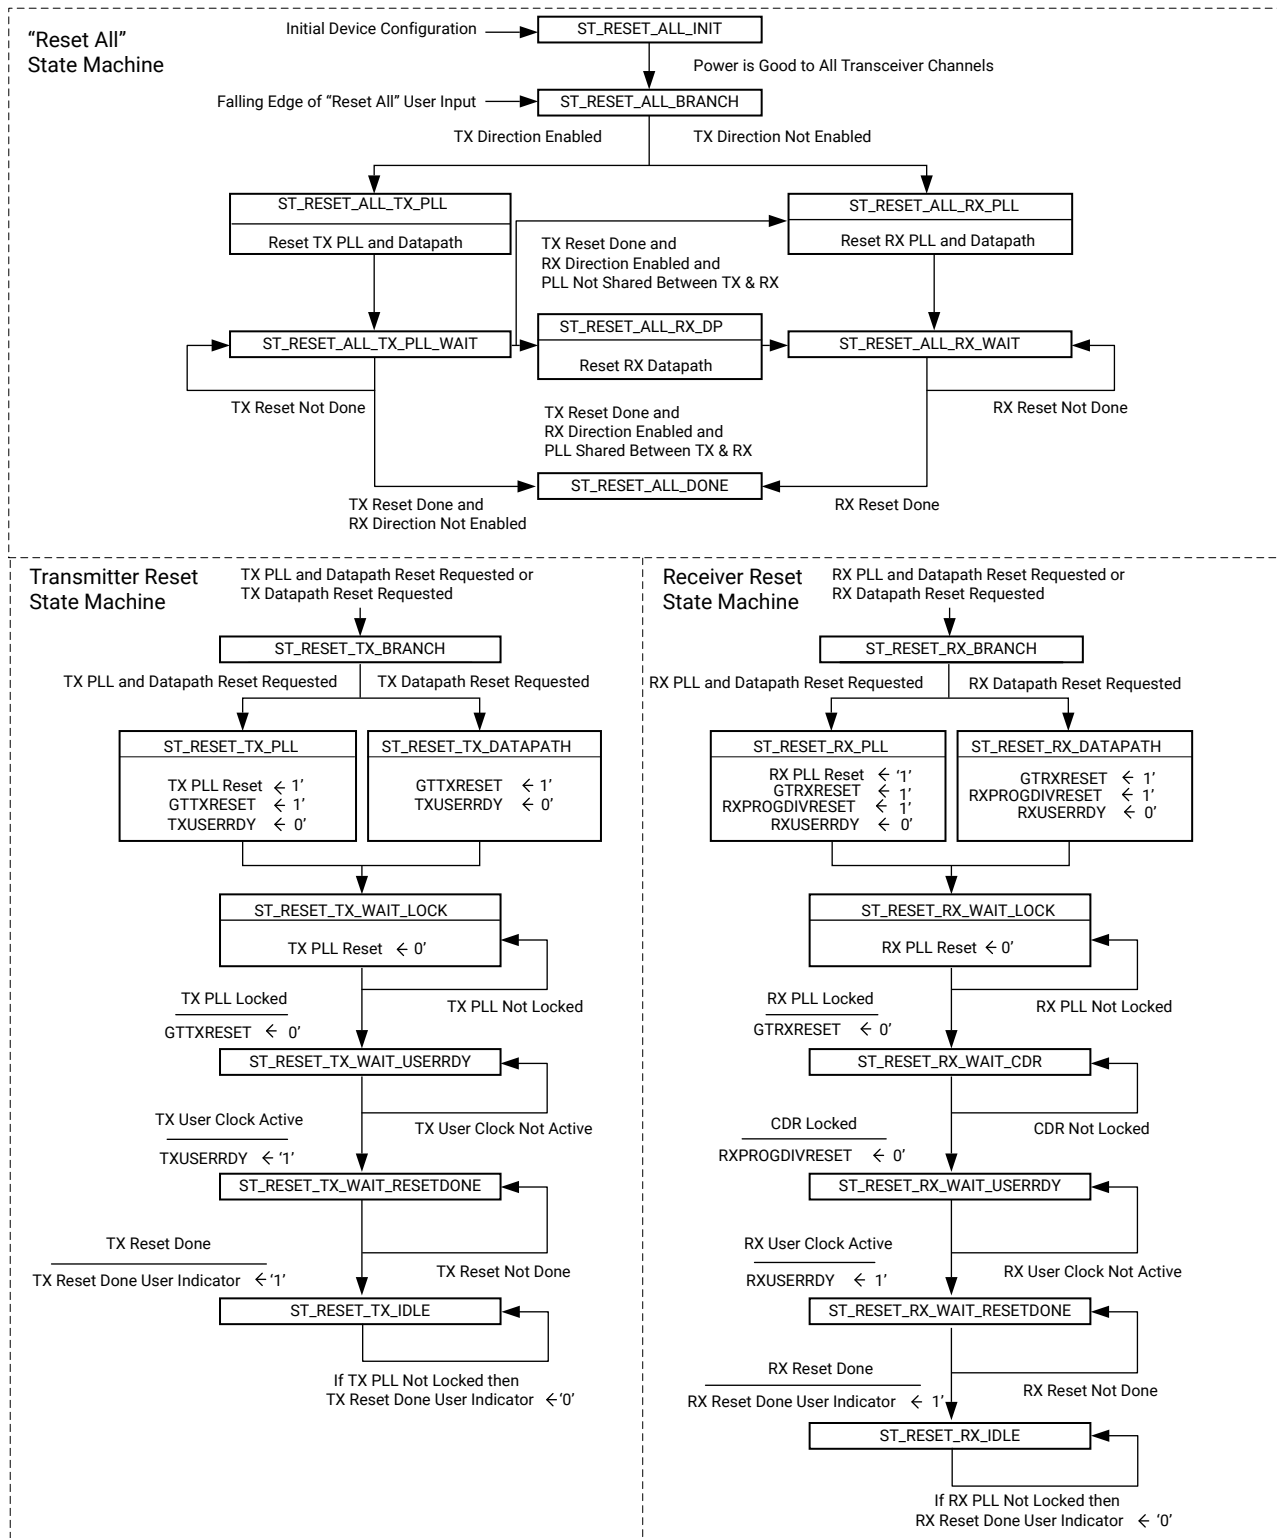 “Reset All”
State Machine
Initial Device Configuration
ST_RESET_ALL_INIT
Power is Good to All Transceiver Channels
Falling Edge of “Reset All” User Input
ST_RESET_ALL_BRANCH
TX Direction Enabled
TX Direction Not Enabled
ST_RESET_ALL_TX_PLL
Reset TX PLL and Datapath
ST_RESET_ALL_RX_PLL
Reset RX PLL and Datapath
TX Reset Done and
RX Direction Enabled and
PLL Not Shared Between TX & RX
ST_RESET_ALL_TX_PLL_WAIT
ST_RESET_ALL_RX_DP
Reset RX Datapath
ST_RESET_ALL_RX_WAIT
TX Reset Not Done
RX Reset Not Done
TX Reset Done and
RX Direction Enabled and
PLL Shared Between TX & RX
ST_RESET_ALL_DONE
TX Reset Done and
RX Direction Not Enabled
RX Reset Done
Transmitter Reset
State Machine
TX PLL and Datapath Reset Requested or
TX Datapath Reset Requested
ST_RESET_TX_BRANCH
TX PLL and Datapath Reset Requested
TX Datapath Reset Requested
ST_RESET_TX_PLL
TX PLL Reset ← 1’
GTTXRESET ← 1’
TXUSERRDY ← 0’
ST_RESET_TX_DATAPATH
GTTXRESET ← 1’
TXUSERRDY ← 0’
ST_RESET_TX_WAIT_LOCK
TX PLL Reset ← 0’
TX PLL Locked
GTTXRESET ← 0’
TX PLL Not Locked
ST_RESET_TX_WAIT_USERRDY
TX User Clock Active
TXUSERRDY ← ‘1’
TX User Clock Not Active
ST_RESET_TX_WAIT_RESETDONE
TX Reset Done
TX Reset Done User Indicator ← ‘1’
TX Reset Not Done
ST_RESET_TX_IDLE
If TX PLL Not Locked then
TX Reset Done User Indicator ← ‘0’
Receiver Reset
State Machine
RX PLL and Datapath Reset Requested or
RX Datapath Reset Requested
ST_RESET_RX_BRANCH
RX PLL and Datapath Reset Requested
RX Datapath Reset Requested
ST_RESET_RX_PLL
RX PLL Reset ← ‘1’
GTRXRESET ← 1’
RXPROGDIVRESET ← 1’
RXUSERRDY ← 0’
ST_RESET_RX_DATAPATH
GTRXRESET ← 1’
RXPROGDIVRESET ← 1’
RXUSERRDY ← 0’
ST_RESET_RX_WAIT_LOCK
RX PLL Reset ← 0’
RX PLL Locked
GTRXRESET ← 0’
RX PLL Not Locked
ST_RESET_RX_WAIT_CDR
CDR Locked
RXPROGDIVRESET ← 0’
CDR Not Locked
ST_RESET_RX_WAIT_USERRDY
RX User Clock Active
RXUSERRDY ← 1’
RX User Clock Not Active
ST_RESET_RX_WAIT_RESETDONE
RX Reset Done
RX Reset Done User Indicator ← 1’
RX Reset Not Done
ST_RESET_RX_IDLE
If RX PLL Not Locked then
RX Reset Done User Indicator ← ‘0’